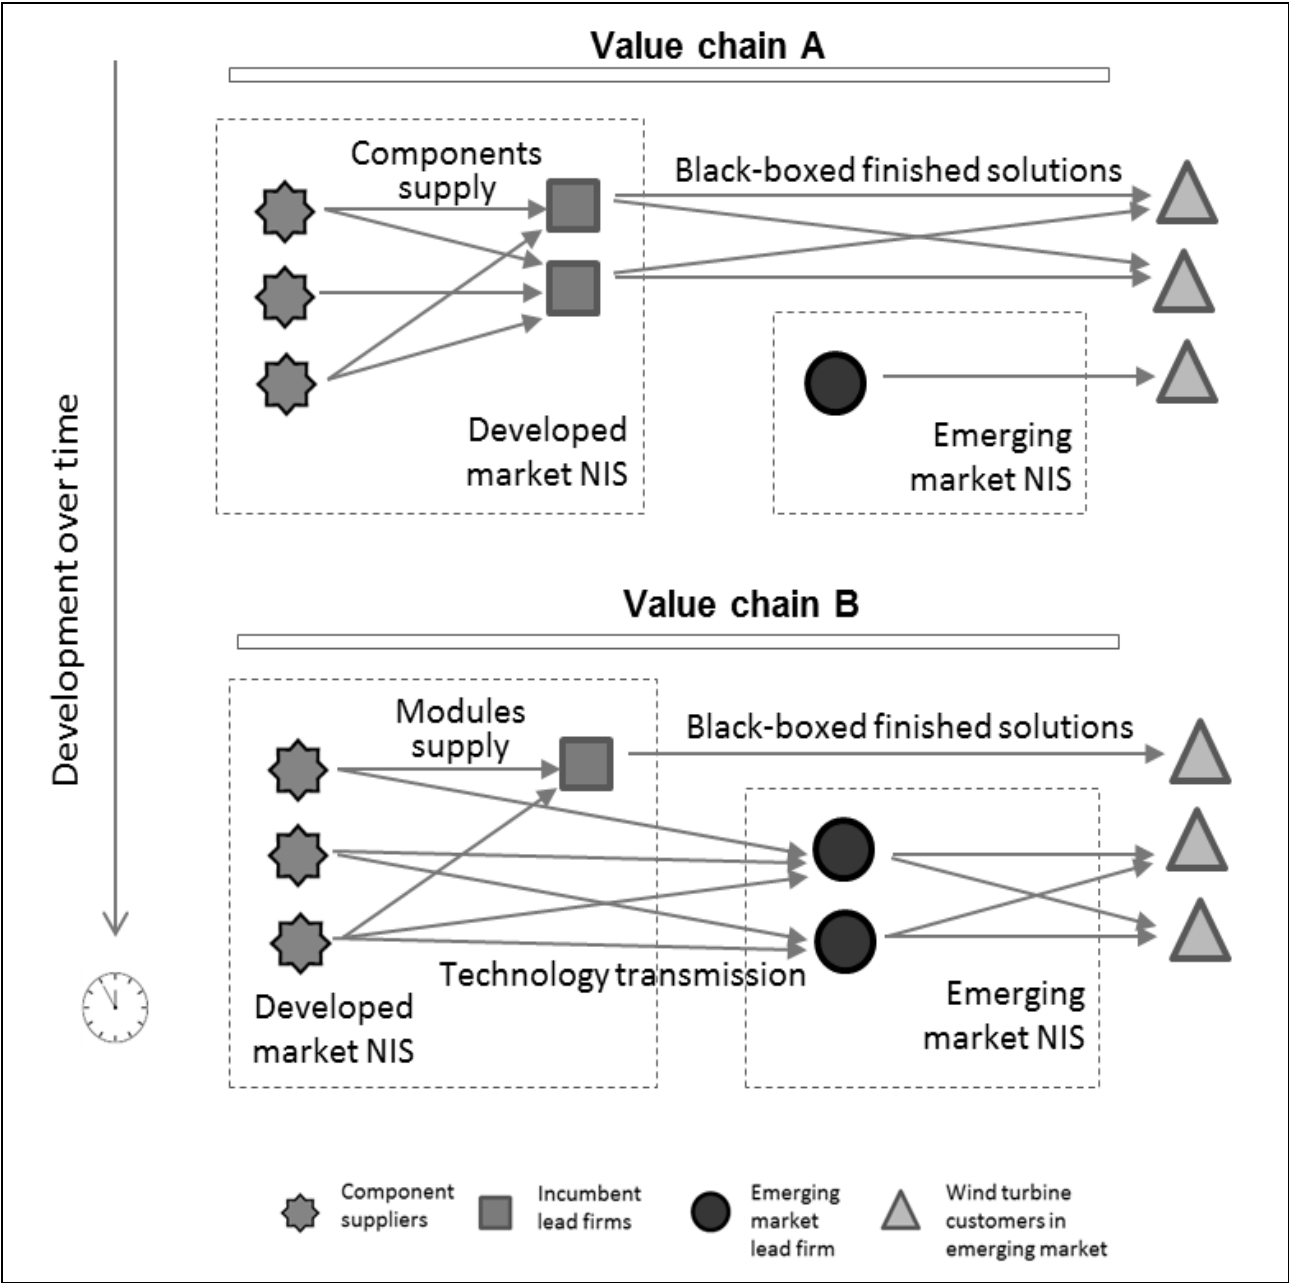 Value chain A
Components
supply
Black-boxed finished solutions
Developed
market NIS
Emerging
market NIS
Development over time
Value chain B
Modules
supply
Black-boxed finished solutions
Technology transmission
Developed
market NIS
Emerging
market NIS
Component
suppliers
Incumbent
lead firms
Emerging
market
lead firm
Wind turbine
customers in
emerging market